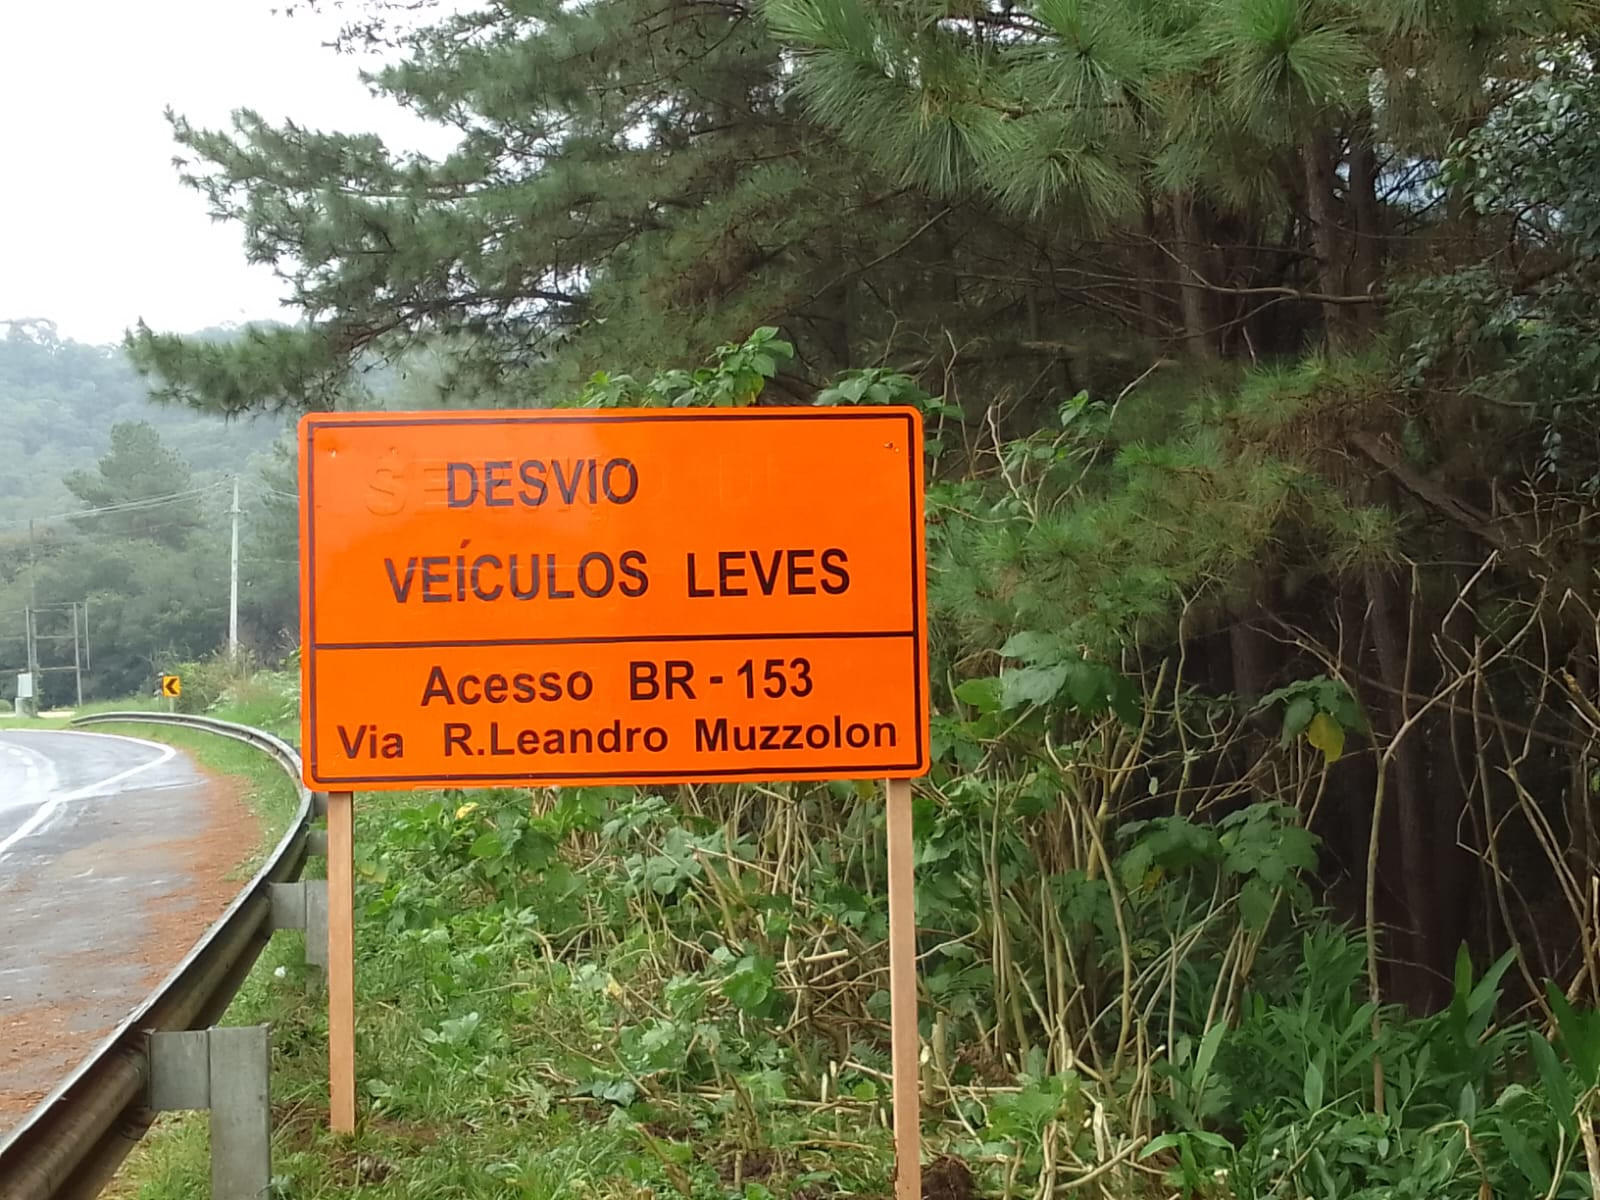 DESVIO
VEÍCULOS LEVES
Acesso BR-153
Via R.Leandro Muzzolon